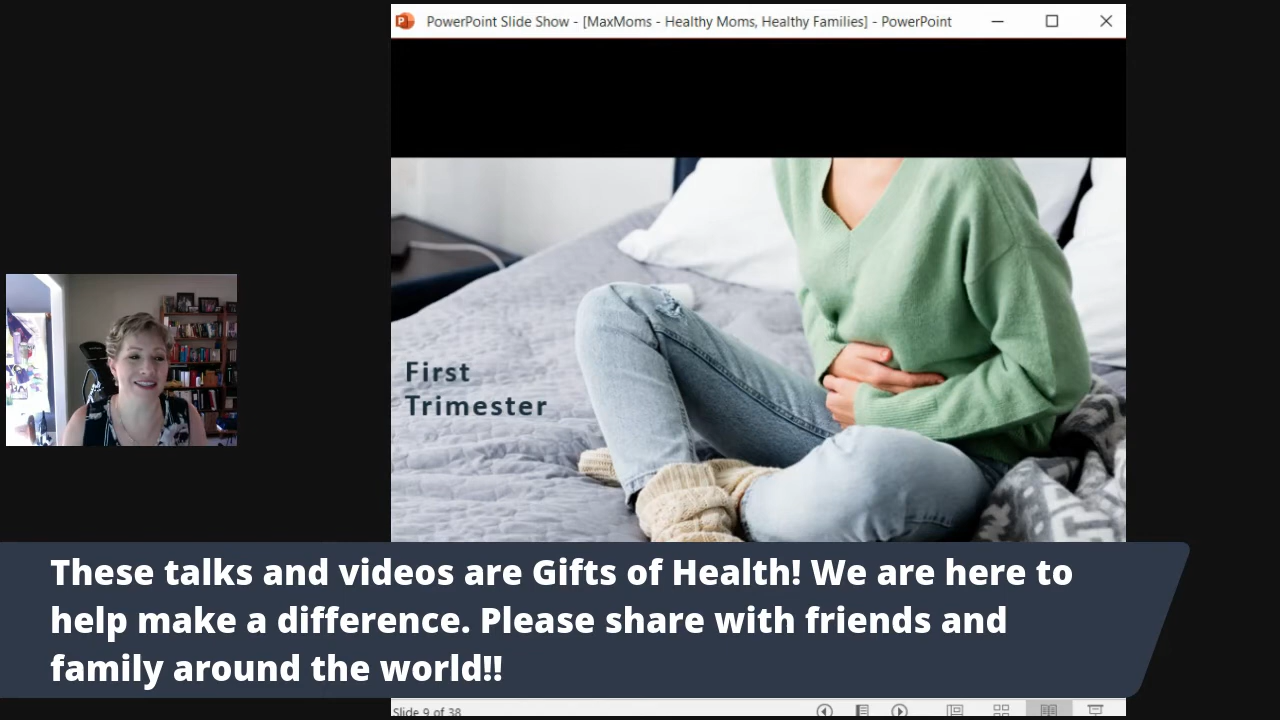 PowerPoint Slide Show - [MaxMoms - Healthy Moms, Healthy Families] - PowerPoint
First
Trimester
These talks and videos are Gifts of Health! We are here to
help make a difference. Please share with friends and
family around the world!!
Slide 9 of 38